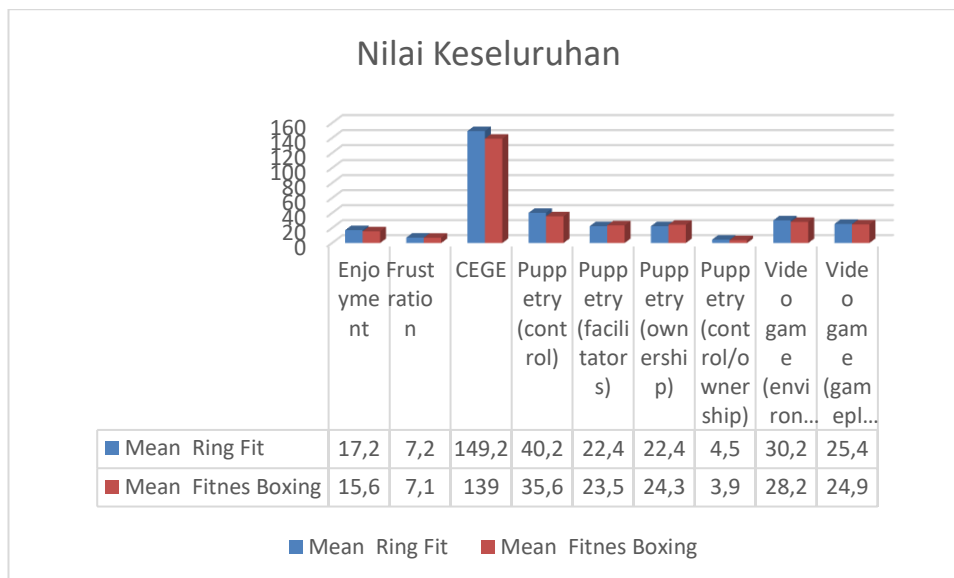 Nilai Keseluruhan
160
140
120
100
80
60
40
20
0
Enjo
yme
nt
Frust
ratio
n
CEGE
Pupp
etry
(cont
rol)
Pupp
etry
(facili
tator
s)
Pupp
etry
(own
ershi
p)
Pupp
etry
(cont
rol/o
wner
ship)
Vide
o
gam
e
(envi
ron...
Vide
o
gam
e
(gam
epl...
Mean Ring Fit 17,2 7,2 149,2 40,2 22,4 22,4 4,5 30,2 25,4
Mean Fitnes Boxing 15,6 7,1 139 35,6 23,5 24,3 3,9 28,2 24,9
Mean Ring Fit Mean Fitnes Boxing